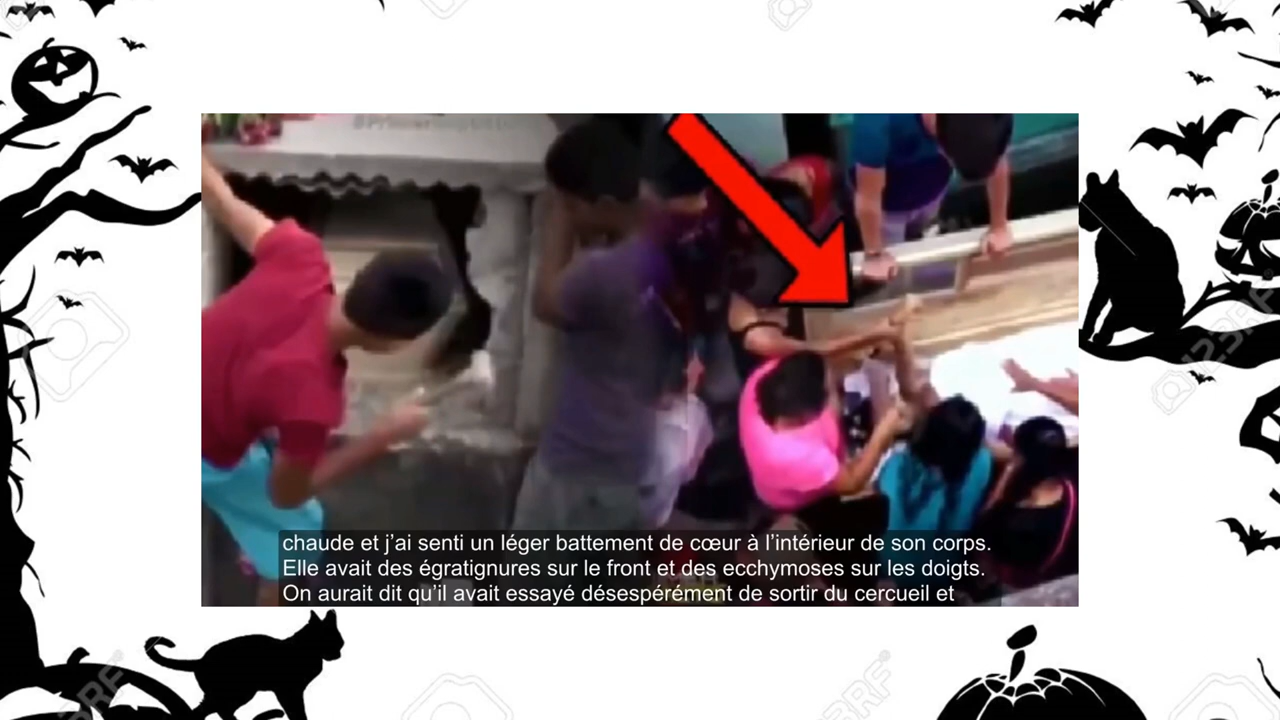 chaude et j’ai senti un léger battement de cœur à l’intérieur de son corps.
Elle avait des égratignures sur le front et des ecchymoses sur les doigts.
On aurait dit qu’il avait essayé désespérément de sortir du cercueil et
123RF